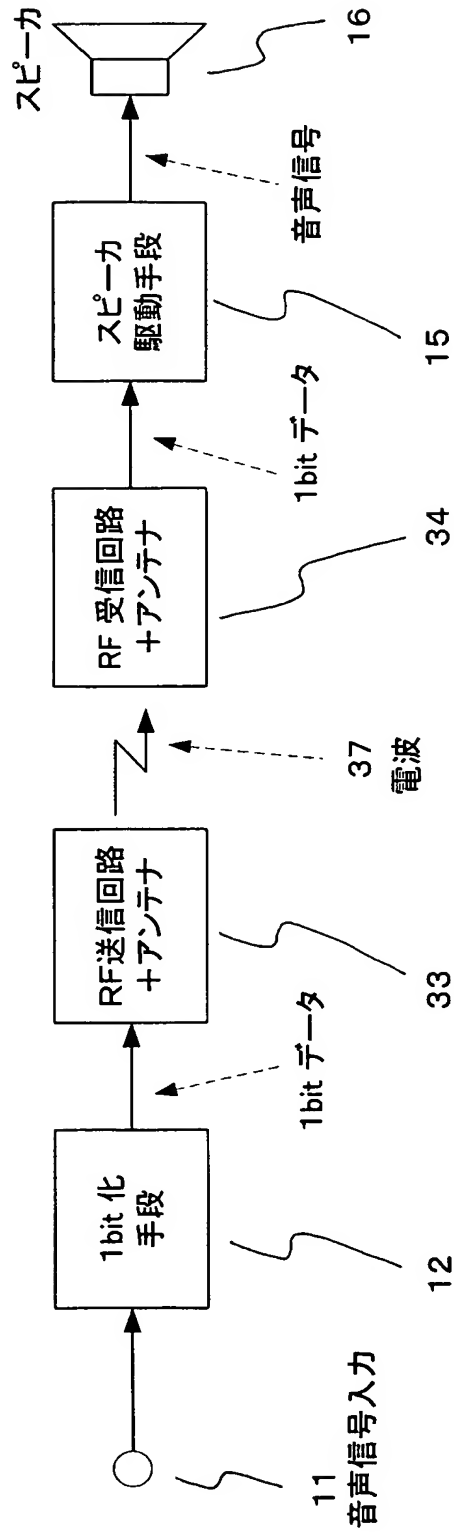 11
音声信号入力
1bit 化
手段
12
1bit データ
RF送信回路
＋アンテナ
33
37
電波
RF 受信回路
＋アンテナ
34
1bit データ
スピーカ
駆動手段
15
音声信号
スピーカ
16